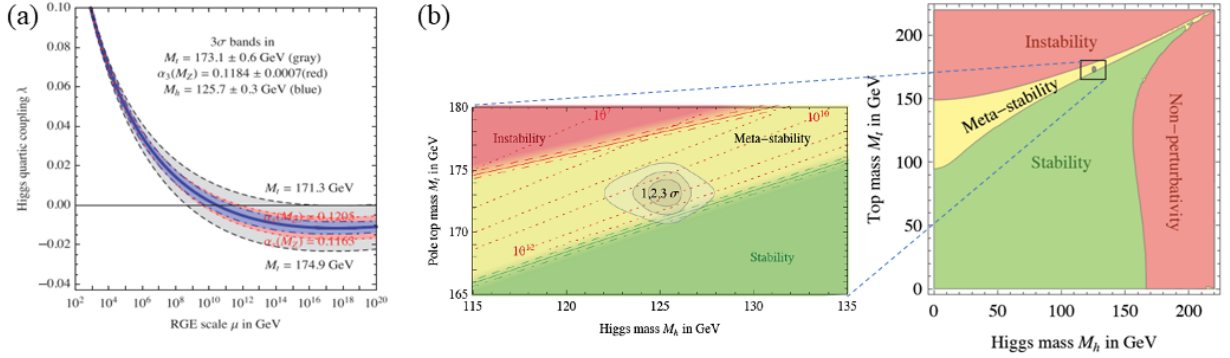 (a)
0.10
0.08
0.06
0.04
0.02
0.00
−0.02
−0.04
Higgs quartic coupling λ
3σ bands in
Mt = 173.1 ± 0.6 GeV (gray)
α3(MZ) = 0.1184 ± 0.0007(red)
Mh = 125.7 ± 0.3 GeV (blue)
Mt = 171.3 GeV
αs(MZ) = 0.1205
αs(MZ) = 0.1163
Mt = 174.9 GeV
10² 10⁴ 10⁶ 10⁸ 10¹⁰ 10¹² 10¹⁴ 10¹⁶ 10¹⁸ 10²⁰
RGE scale μ in GeV
(b)
180
175
170
165
Pole top mass Mt in GeV
Instability
Meta−stability
1,2,3 σ
10¹²
Stability
115 120 125 130 135
Higgs mass Mh in GeV
200
150
100
50
0
Top mass Mt in GeV
Instability
Meta−stability
Stability
Non−perturbativity
0 50 100 150 200
Higgs mass Mh in GeV